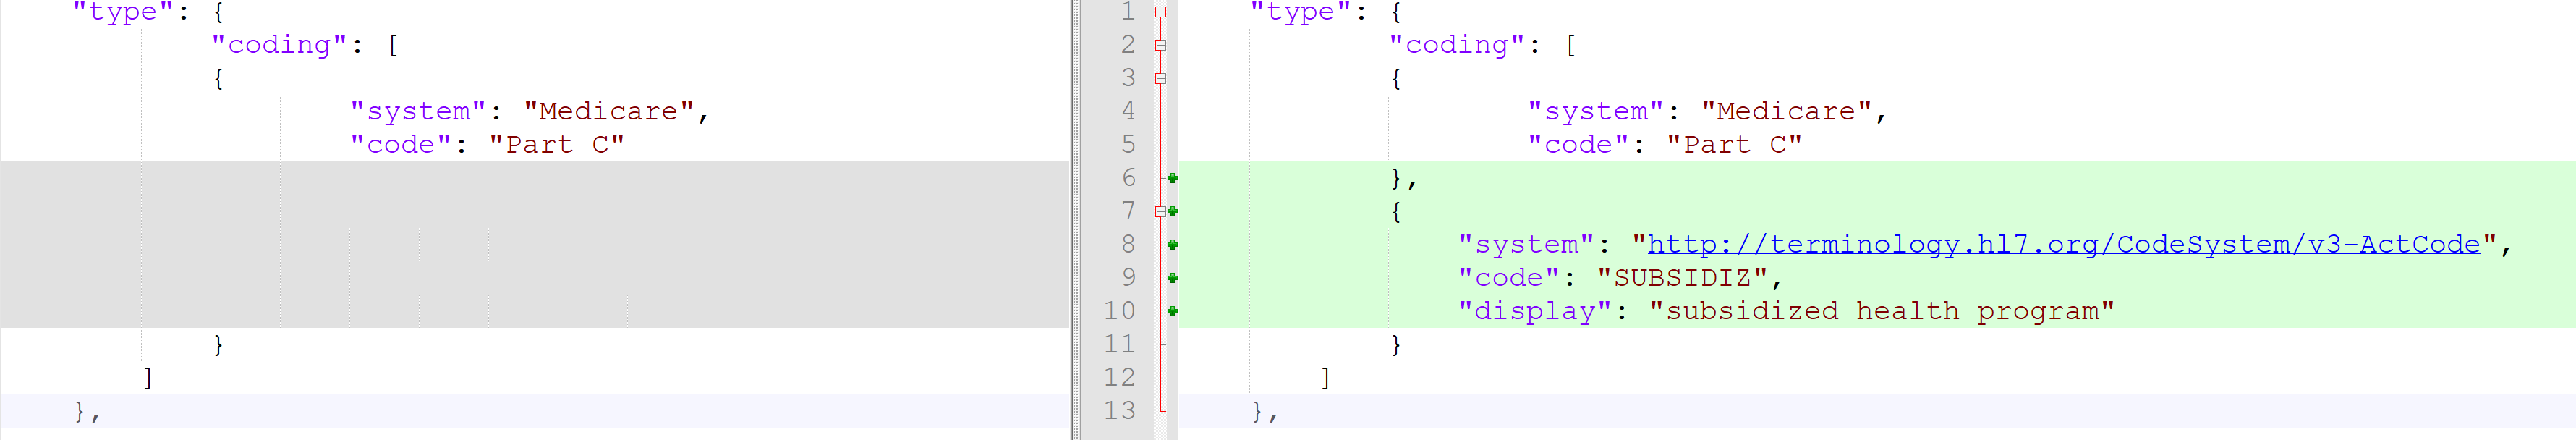 "type": {
"coding": [
{
"system": "Medicare",
"code": "Part C"
}
]
},
1 "type": {
2 "coding": [
3 {
4 "system": "Medicare",
5 "code": "Part C"
6 },
7 {
8 "system": "http://terminology.hl7.org/CodeSystem/v3-ActCode",
9 "code": "SUBSIDIZ",
10 "display": "subsidized health program"
11 }
12 ]
13 },